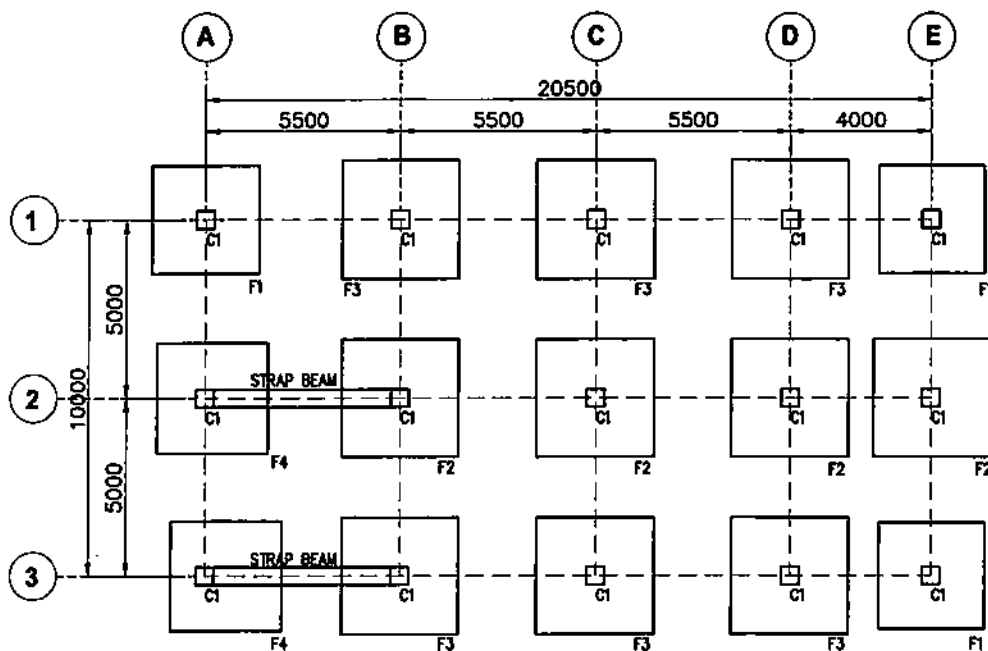 A B C D E
20500
5500 5500 5500 4000
1
C1 C1 C1 C1 C1
F1 F3 F3 F3
5000
10000
2
STRAP BEAM
C1 C1 C1 C1 C1
F4 F2 F2 F2 F2
5000
3
STRAP BEAM
C1 C1 C1 C1 C1
F4 F3 F3 F3 F1